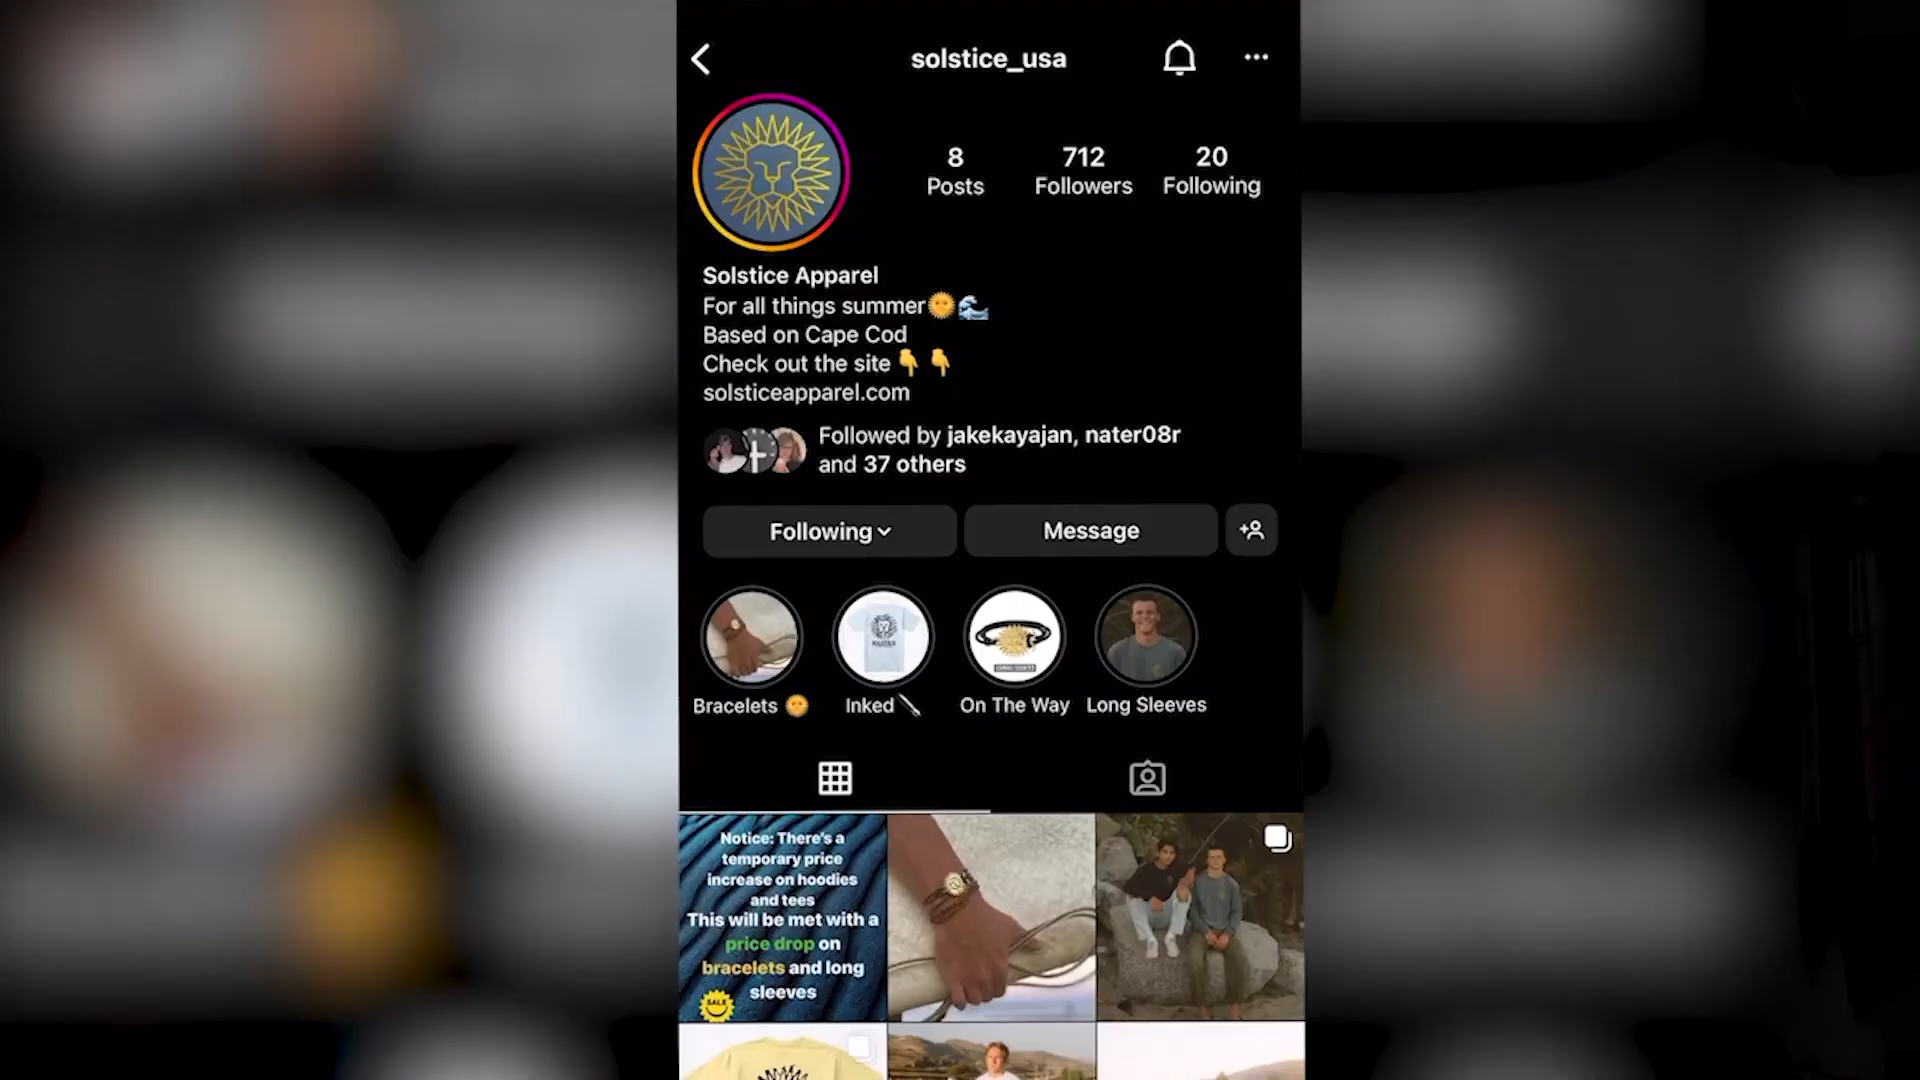 solstice_usa
8
Posts
712
Followers
20
Following
Solstice Apparel
For all things summer🌞🌊
Based on Cape Cod
Check out the site👇👇
solsticeapparel.com
Followed by jakekayajan, nater08r
and 37 others
Following
Message
Bracelets 🌞
Inked
On The Way
Long Sleeves
Notice: There's a
temporary price
increase on hoodies
and tees
This will be met with a
price drop on
bracelets and long
sleeves
SALE